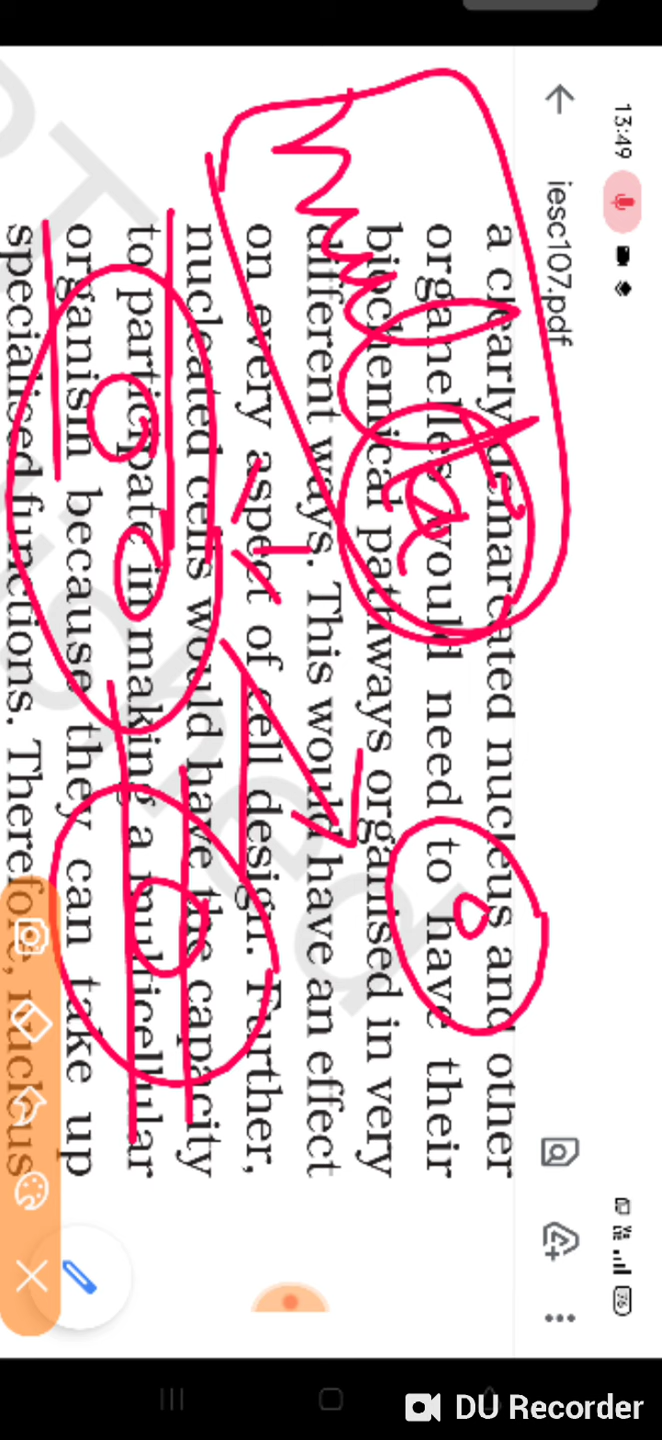 13:49
iesc107.pdf
a clearly demarcated nucleus and other
organelles would need to have their
biochemical pathways organised in very
different ways. This would have an effect
on every aspect of cell design. Further,
nucleated cells would have the capacity
to participate in making a multicellular
organism because they can take up
specialised functions. Therefore, nucleus
DU Recorder